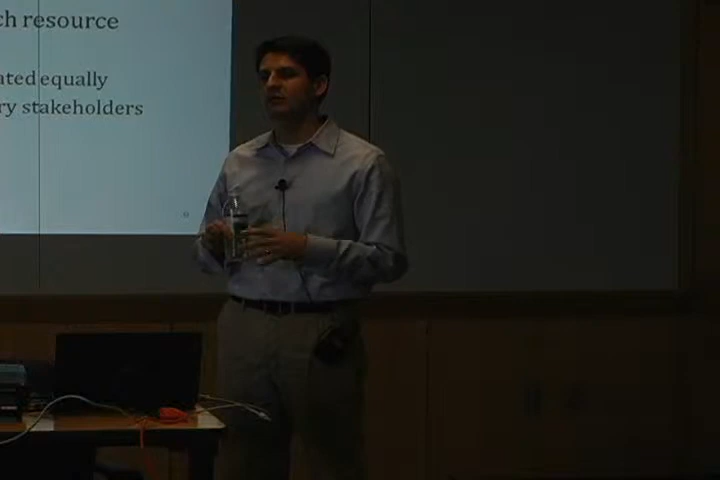 ch resource
ated equally
ry stakeholders